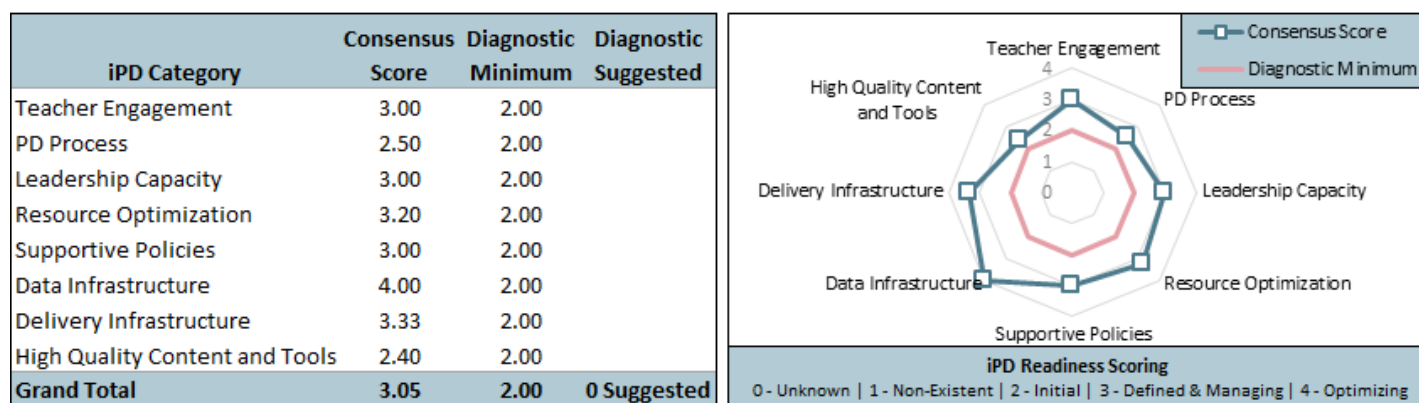 iPD Category Consensus Score Diagnostic Minimum Diagnostic Suggested
Teacher Engagement 3.00 2.00
PD Process 2.50 2.00
Leadership Capacity 3.00 2.00
Resource Optimization 3.20 2.00
Supportive Policies 3.00 2.00
Data Infrastructure 4.00 2.00
Delivery Infrastructure 3.33 2.00
High Quality Content and Tools 2.40 2.00
Grand Total 3.05 2.00 0 Suggested
Consensus Score
Diagnostic Minimum
Teacher Engagement
PD Process
Leadership Capacity
Resource Optimization
Supportive Policies
Data Infrastructure
Delivery Infrastructure
High Quality Content
and Tools
4
3
2
1
0
iPD Readiness Scoring
0 - Unknown | 1 - Non-Existent | 2 - Initial | 3 - Defined & Managing | 4 - Optimizing